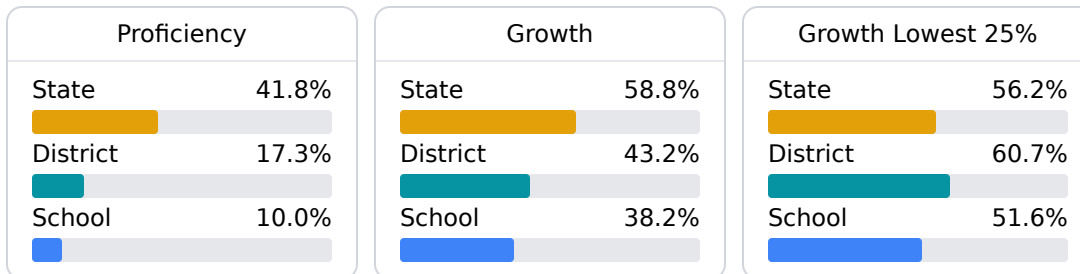 Proficiency
State 41.8%
District 17.3%
School 10.0%
Growth
State 58.8%
District 43.2%
School 38.2%
Growth Lowest 25%
State 56.2%
District 60.7%
School 51.6%